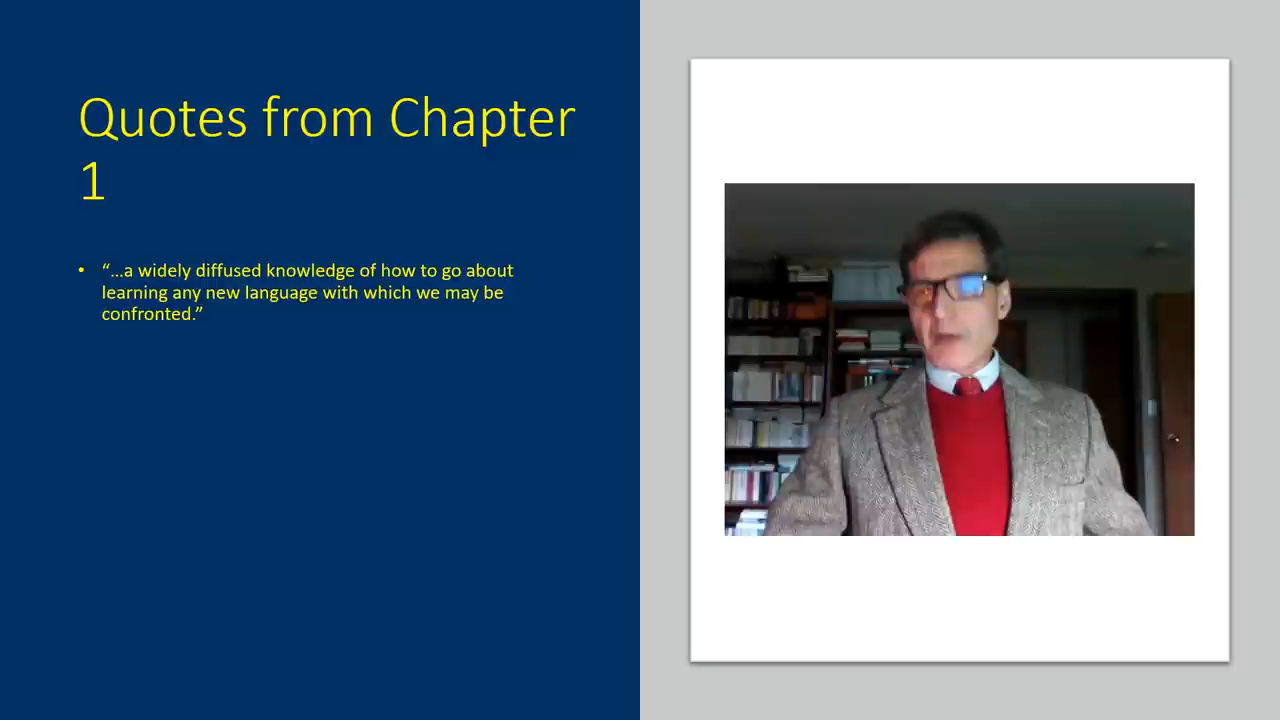 Quotes from Chapter
1
• “…a widely diffused knowledge of how to go about
learning any new language with which we may be
confronted.”